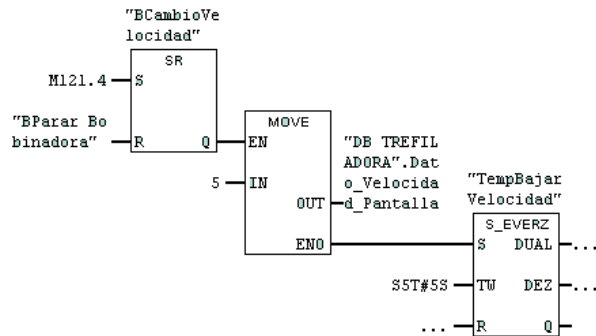 "BCambioVe
locidad"
SR
M121.4
S
"BParar Bo
binadora"
R
Q
MOVE
EN
5
IN
OUT
ENO
"DB TREFIL
ADORA".Dat
o_Velocida
d_Pantalla
"TempBajar
Velocidad"
S_EVERZ
S
DUAL
...
S5T#5S
TW
DEZ
...
...
R
Q